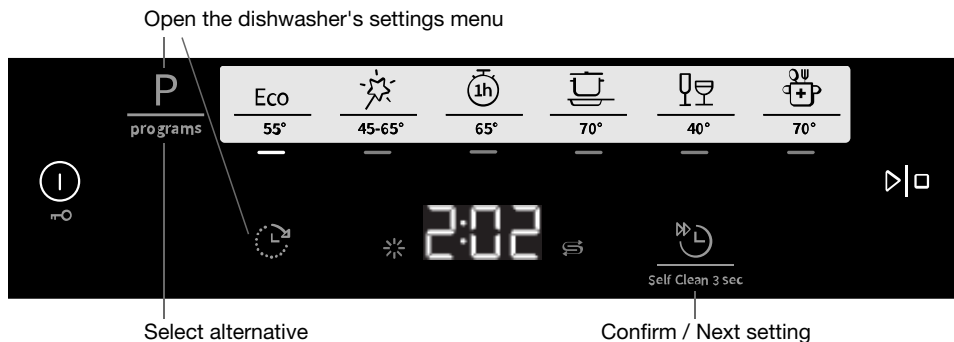 Open the dishwasher's settings menu
P
programs
Eco
1h
55°
45-65°
65°
70°
40°
70°
2:02
Self Clean 3 sec
Select alternative
Confirm / Next setting